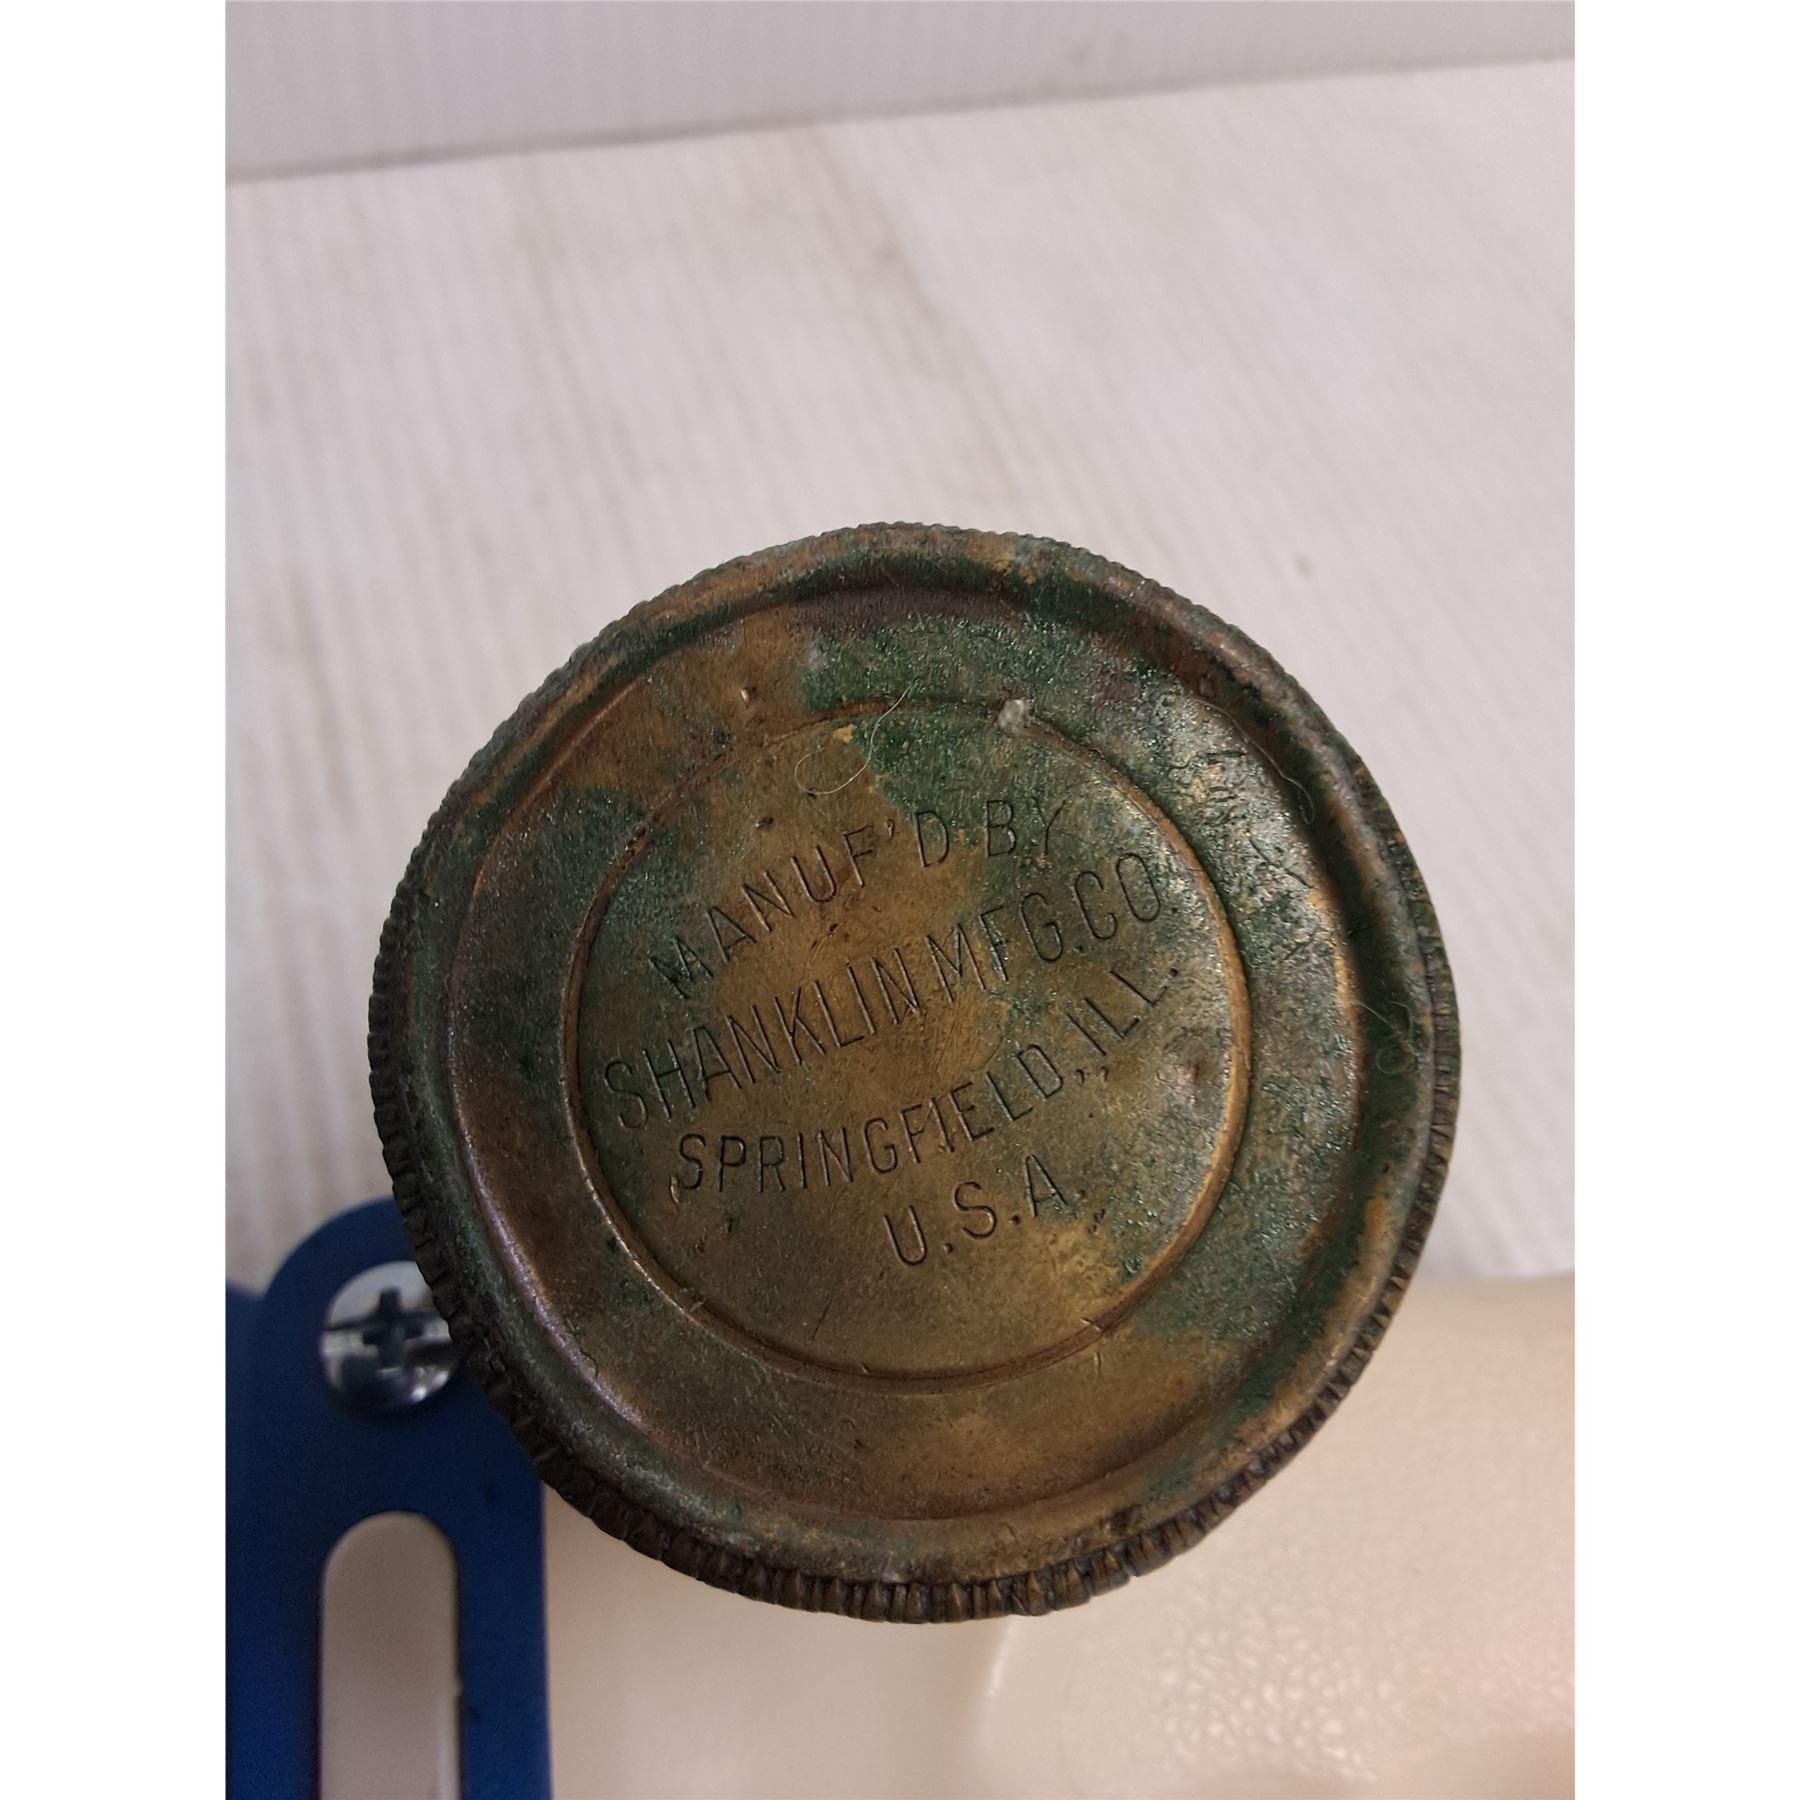 MANUF'D BY
SHANKLIN MFG. CO.
SPRINGFIELD, ILL.
U.S.A.